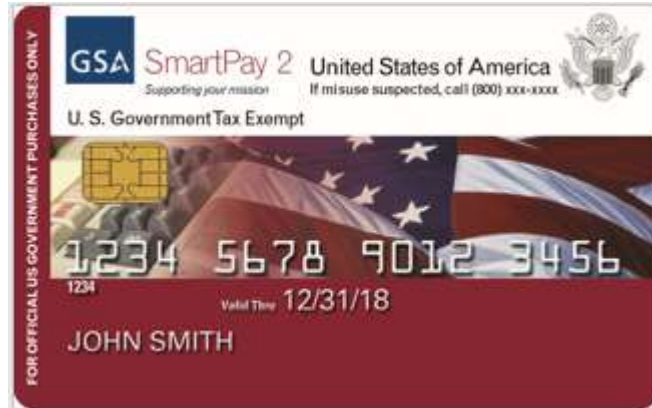 FOR OFFICIAL US GOVERNMENT PURCHASES ONLY
GSA SmartPay 2
Supporting your mission
United States of America
If misuse suspected, call (800) xxx-xxxx
U. S. Government Tax Exempt
1234 5678 9012 3456
1234
Valid Thru 12/31/18
JOHN SMITH